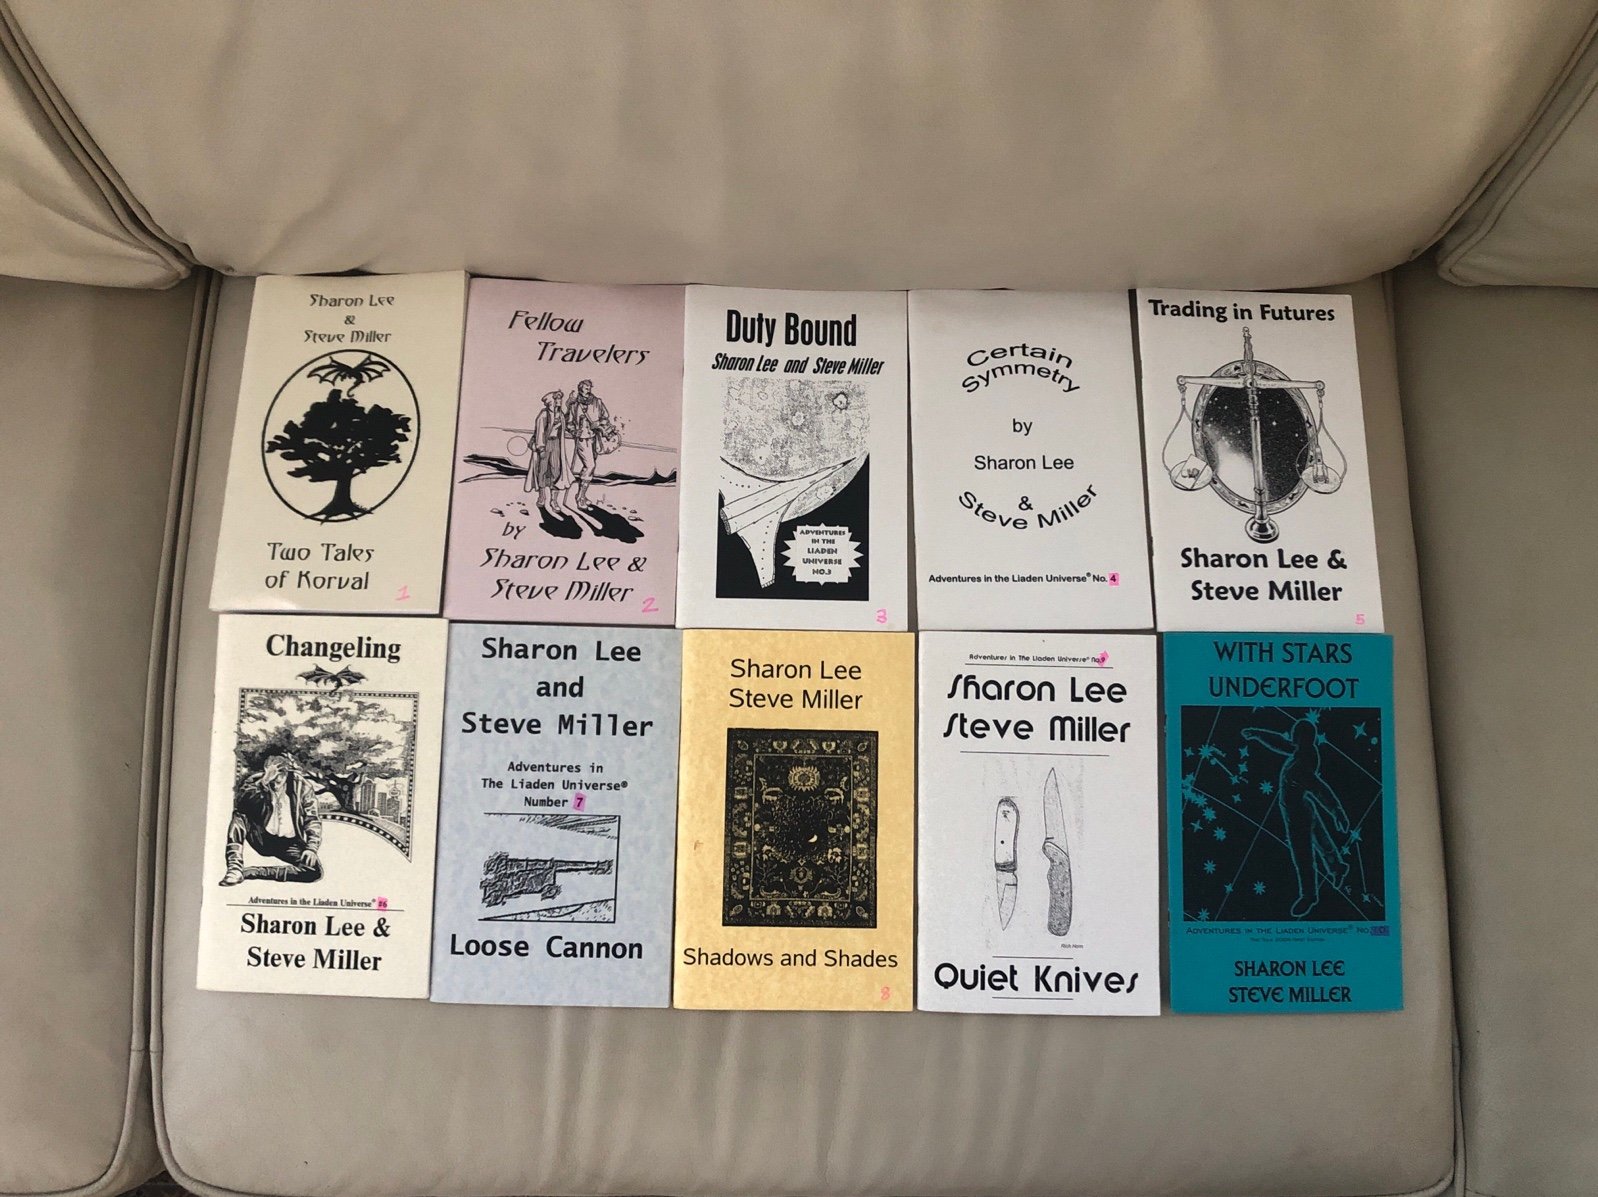 Sharon Lee
&
Steve Miller
Two Tales
of Korval
1
Fellow
Travelers
by
Sharon Lee &
Steve Miller
2
Duty Bound
Sharon Lee and Steve Miller
ADVENTURES
IN THE
LIADEN
UNIVERSE
NO.3
3
Certain
Symmetry
by
Sharon Lee
&
Steve Miller
Adventures in the Liaden Universe® No. 4
Trading in Futures
Sharon Lee &
Steve Miller
5
Changeling
Adventures in the Liaden Universe® #6
Sharon Lee &
Steve Miller
Sharon Lee
and
Steve Miller
Adventures in
The Liaden Universe®
Number 7
Loose Cannon
Sharon Lee
Steve Miller
Shadows and Shades
8
Adventures in The Liaden Universe® No.9
Sharon Lee
Steve Miller
Rich Horn
Quiet Knives
WITH STARS
UNDERFOOT
ADVENTURES IN THE LIADEN UNIVERSE® NO.
SHARON LEE
STEVE MILLER